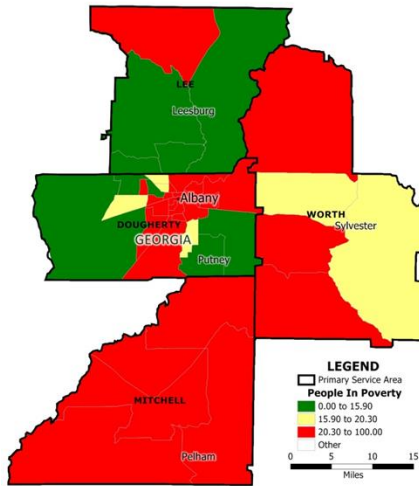 LEE
Leesburg
Albany
DOUGHERTY
GEORGIA
WORTH
Sylvester
Putney
MITCHELL
Pelham
LEGEND
Primary Service Area
People In Poverty
0.00 to 15.90
15.90 to 20.30
20.30 to 100.00
Other
0 5 10 15
Miles